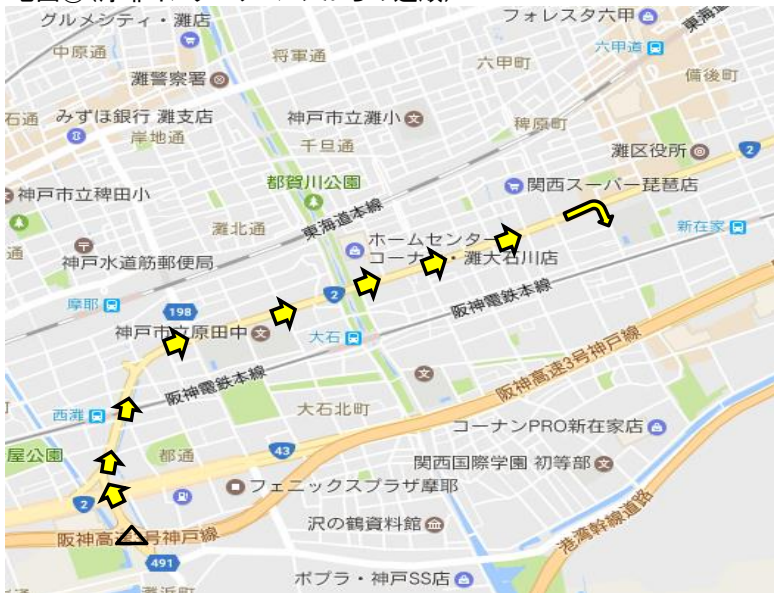 グルメシティ・灘店
フォレスタ六甲
中原通
将軍通
六甲町
六甲道
備後町
灘警察署
石通
みずほ銀行 灘支店
岸地通
神戸市立灘小
千旦通
稗原町
灘区役所
2
都賀川公園
神戸市立稗田小
関西スーパー琵琶店
灘北通
東海道本線
新在家
通
神戸水道筋郵便局
ホームセンター
コーナン・灘大石川店
摩耶
198
2
阪神電鉄本線
神戸市立原田中
大石
阪神電鉄本線
阪神高速3号神戸線
西灘
大石北町
コーナンPRO新在家店
屋公園
都通
43
関西国際学園 初等部
2
フェニックスプラザ摩耶
阪神高速3号神戸線
沢の鶴資料館
港湾幹線道路
491
ポプラ・神戸SS店
灘浜町